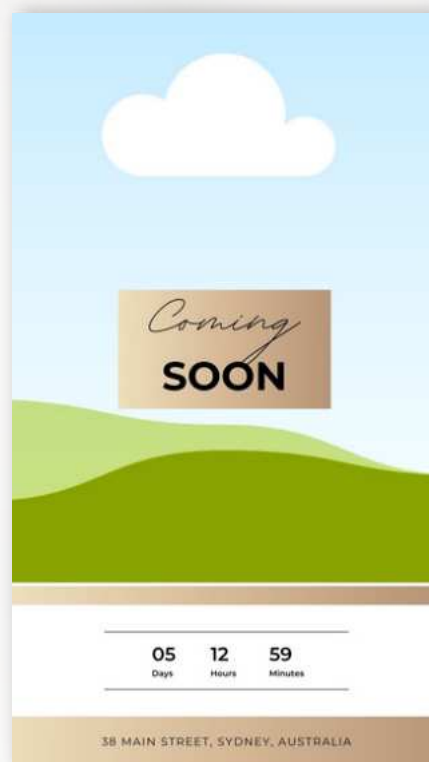 Coming
SOON
05 12 59
Days Hours Minutes
38 MAIN STREET, SYDNEY, AUSTRALIA